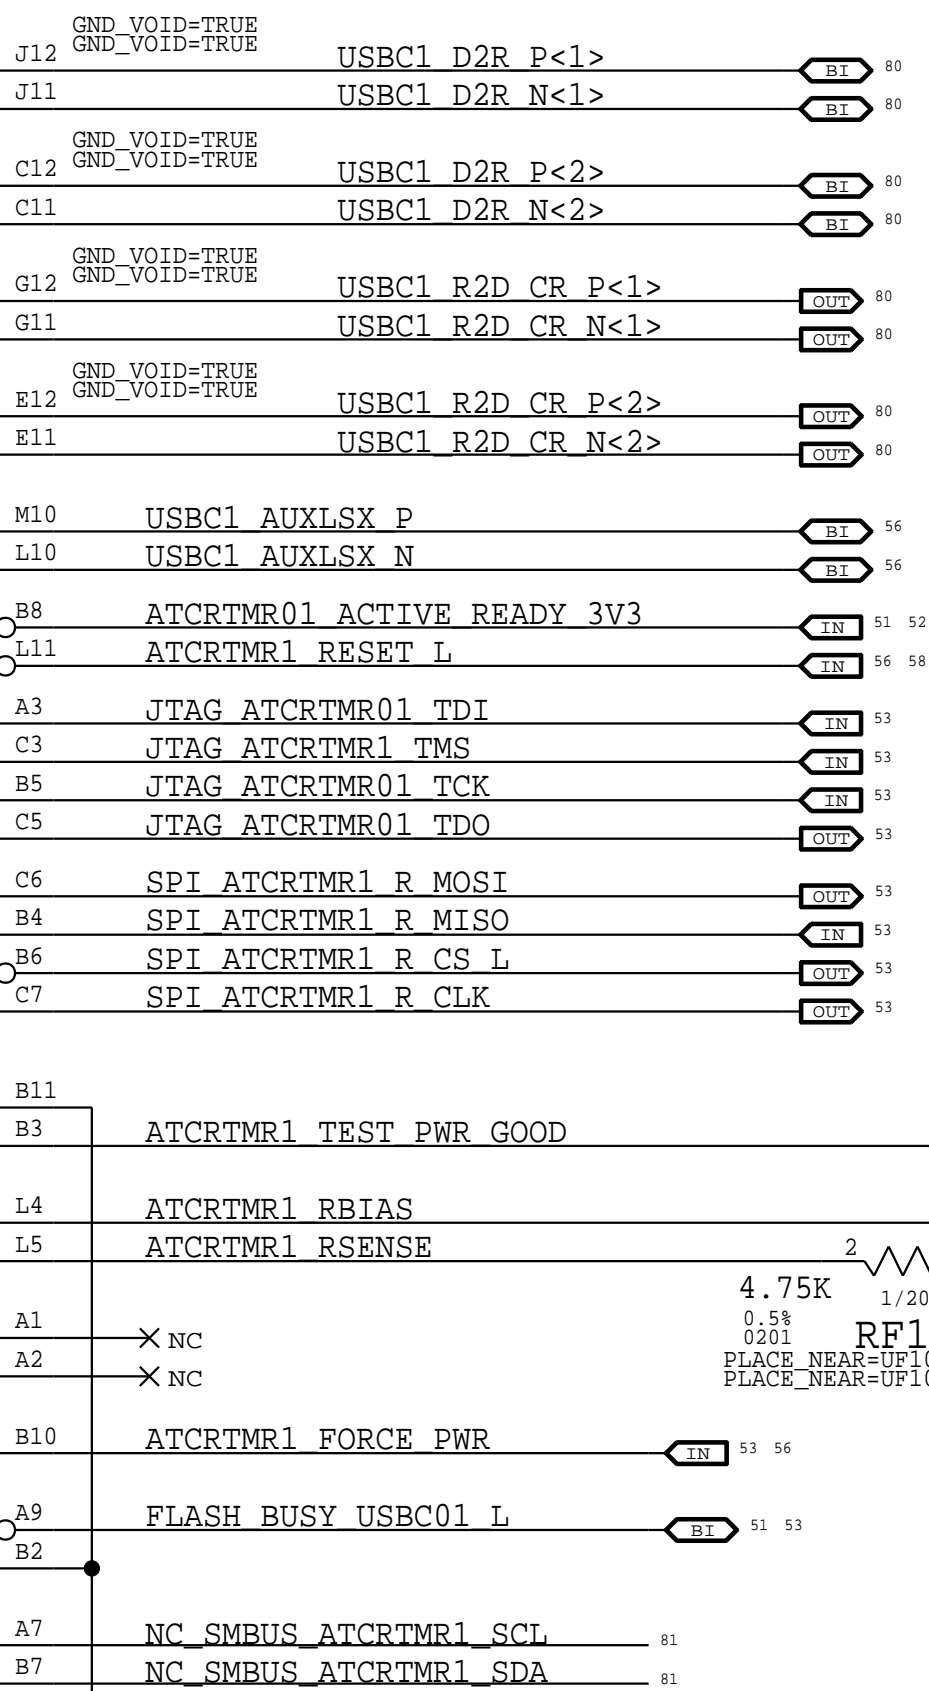 GND_VOID=TRUE
GND_VOID=TRUE
J12 USBC1_D2R_P<1> BI 80
J11 USBC1_D2R_N<1> BI 80
GND_VOID=TRUE
GND_VOID=TRUE
C12 USBC1_D2R_P<2> BI 80
C11 USBC1_D2R_N<2> BI 80
GND_VOID=TRUE
GND_VOID=TRUE
G12 USBC1_R2D_CR_P<1> OUT 80
G11 USBC1_R2D_CR_N<1> OUT 80
GND_VOID=TRUE
GND_VOID=TRUE
E12 USBC1_R2D_CR_P<2> OUT 80
E11 USBC1_R2D_CR_N<2> OUT 80
M10 USBC1_AUXLSX_P BI 56
L10 USBC1_AUXLSX_N BI 56
B8 ATCRTMR01_ACTIVE_READY_3V3 IN 51 52
L11 ATCRTMR1_RESET_L IN 56 58
A3 JTAG_ATCRTMR01_TDI IN 53
C3 JTAG_ATCRTMR1_TMS IN 53
B5 JTAG_ATCRTMR01_TCK IN 53
C5 JTAG_ATCRTMR01_TDO OUT 53
C6 SPI_ATCRTMR1_R_MOSI OUT 53
B4 SPI_ATCRTMR1_R_MISO IN 53
B6 SPI_ATCRTMR1_R_CS_L OUT 53
C7 SPI_ATCRTMR1_R_CLK OUT 53
B11
B3 ATCRTMR1_TEST_PWR_GOOD
L4 ATCRTMR1_RBIAS
L5 ATCRTMR1_RSENSE 2
4.75K 1/20
0.5%
0201 RF1
A1 NC
PLACE_NEAR=UF10
A2 NC
PLACE_NEAR=UF10
B10 ATCRTMR1_FORCE_PWR IN 53 56
A9 FLASH_BUSY_USBC01_L BI 51 53
B2
A7 NC_SMBUS_ATCRTMR1_SCL 81
B7 NC_SMBUS_ATCRTMR1_SDA 81